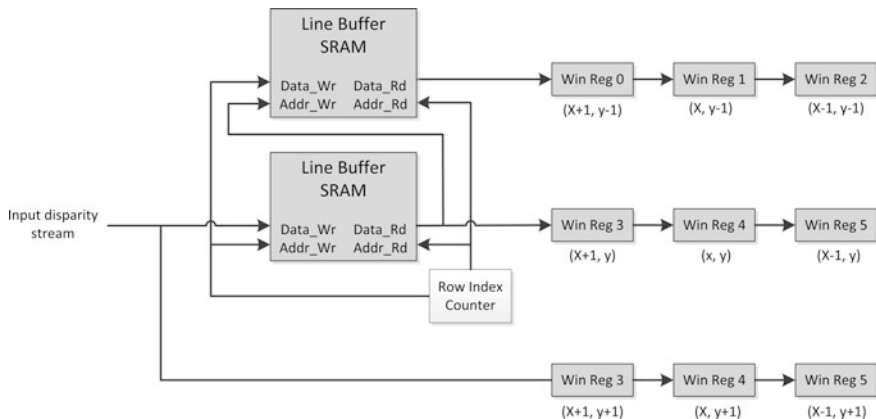 Line Buffer
SRAM
Data_Wr Data_Rd
Addr_Wr Addr_Rd
Win Reg 0
Win Reg 1
Win Reg 2
(X+1, y-1)
(X, y-1)
(X-1, y-1)
Line Buffer
SRAM
Input disparity
stream
Data_Wr Data_Rd
Addr_Wr Addr_Rd
Win Reg 3
Win Reg 4
Win Reg 5
(X+1, y)
(x, y)
(X-1, y)
Row Index
Counter
Win Reg 3
Win Reg 4
Win Reg 5
(X+1, y+1)
(X, y+1)
(X-1, y+1)